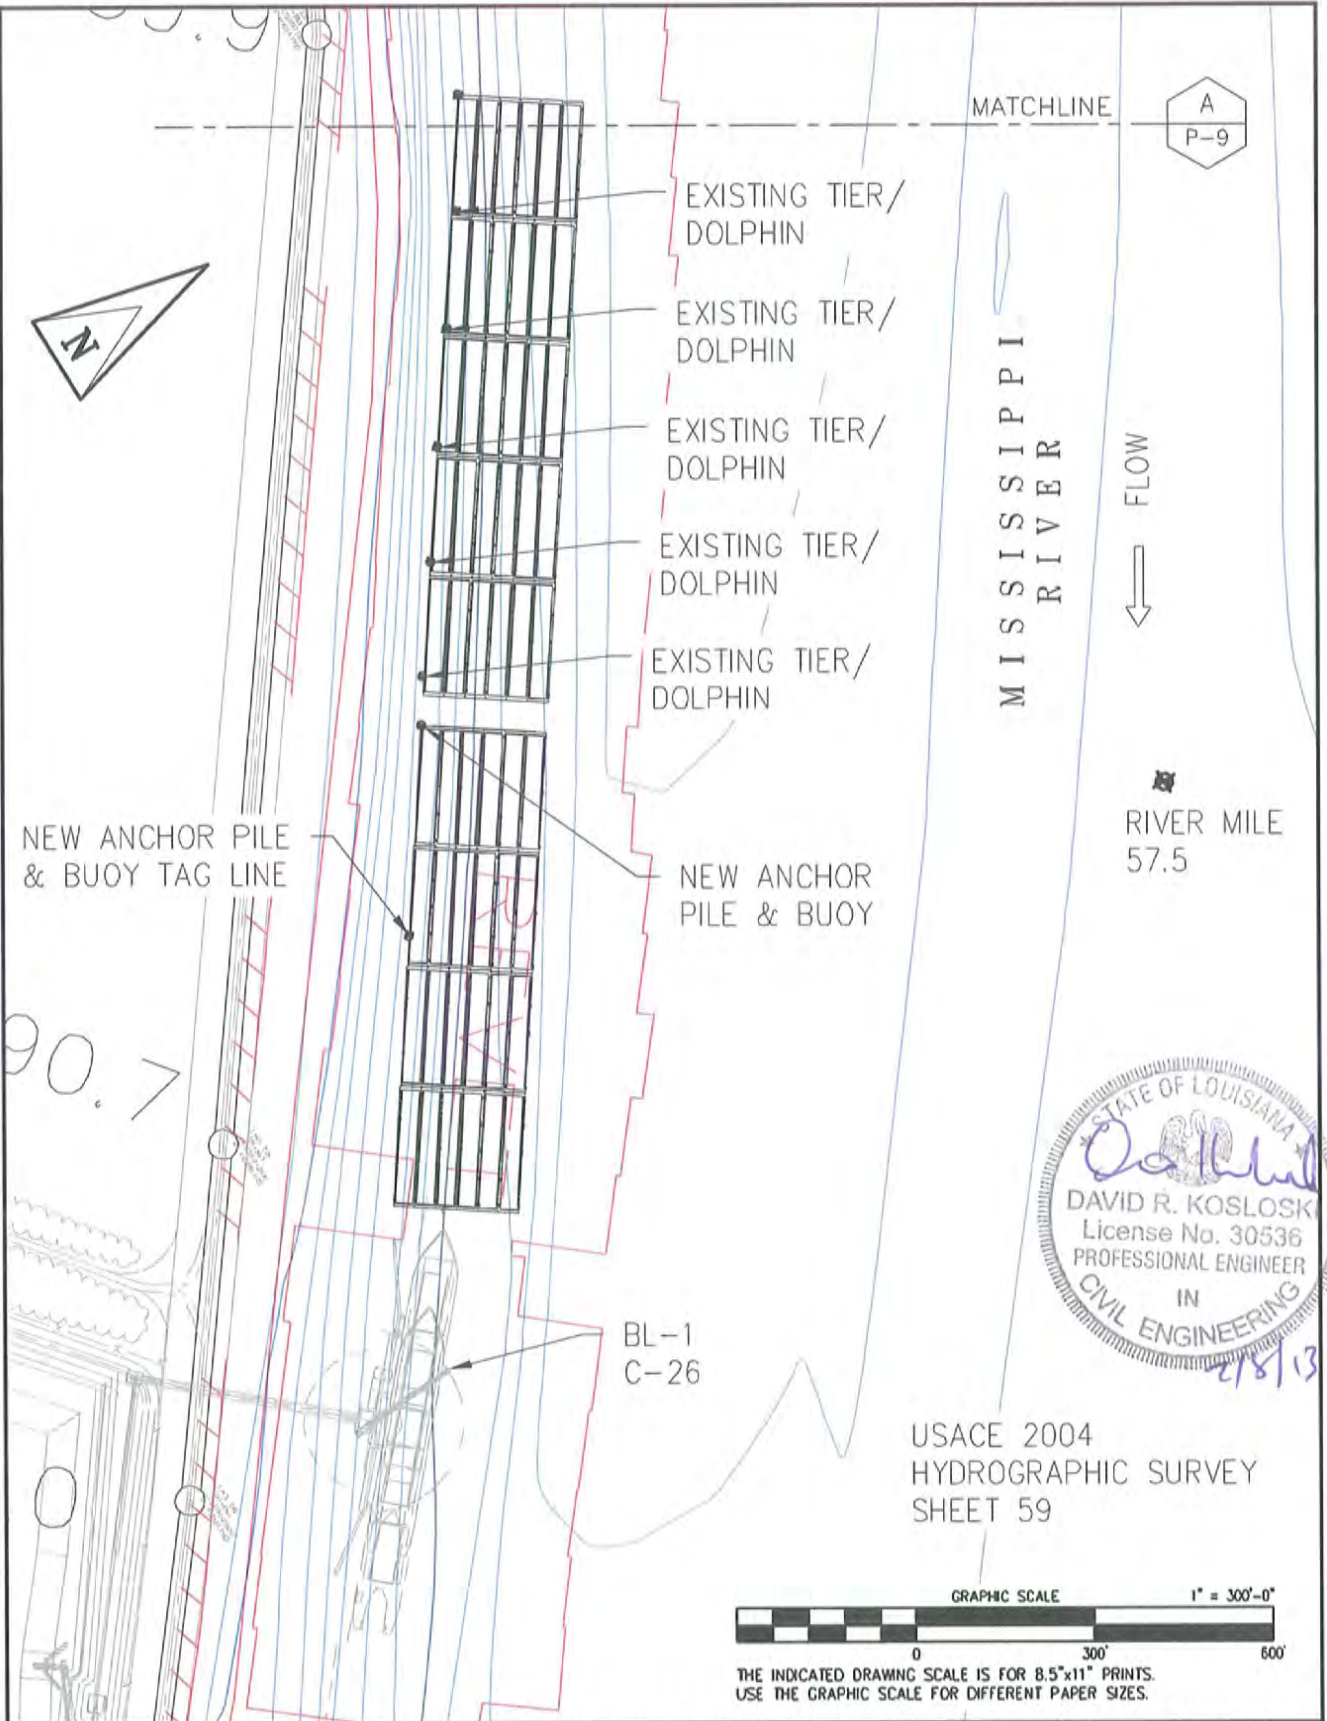 MATCHLINE
A
P-9
EXISTING TIER/
DOLPHIN
EXISTING TIER/
DOLPHIN
EXISTING TIER/
DOLPHIN
EXISTING TIER/
DOLPHIN
EXISTING TIER/
DOLPHIN
N
MISSISSIPPI
RIVER
FLOW
RIVER MILE
57.5
NEW ANCHOR PILE
& BUOY TAG LINE
NEW ANCHOR
PILE & BUOY
90.7
BL-1
C-26
STATE OF LOUISIANA
DAVID R. KOSLOSKI
License No. 30536
PROFESSIONAL ENGINEER
IN
CIVIL ENGINEERING
2/8/13
USACE 2004
HYDROGRAPHIC SURVEY
SHEET 59
GRAPHIC SCALE 1" = 300'-0"
0 300' 600'
THE INDICATED DRAWING SCALE IS FOR 8.5"x11" PRINTS.
USE THE GRAPHIC SCALE FOR DIFFERENT PAPER SIZES.